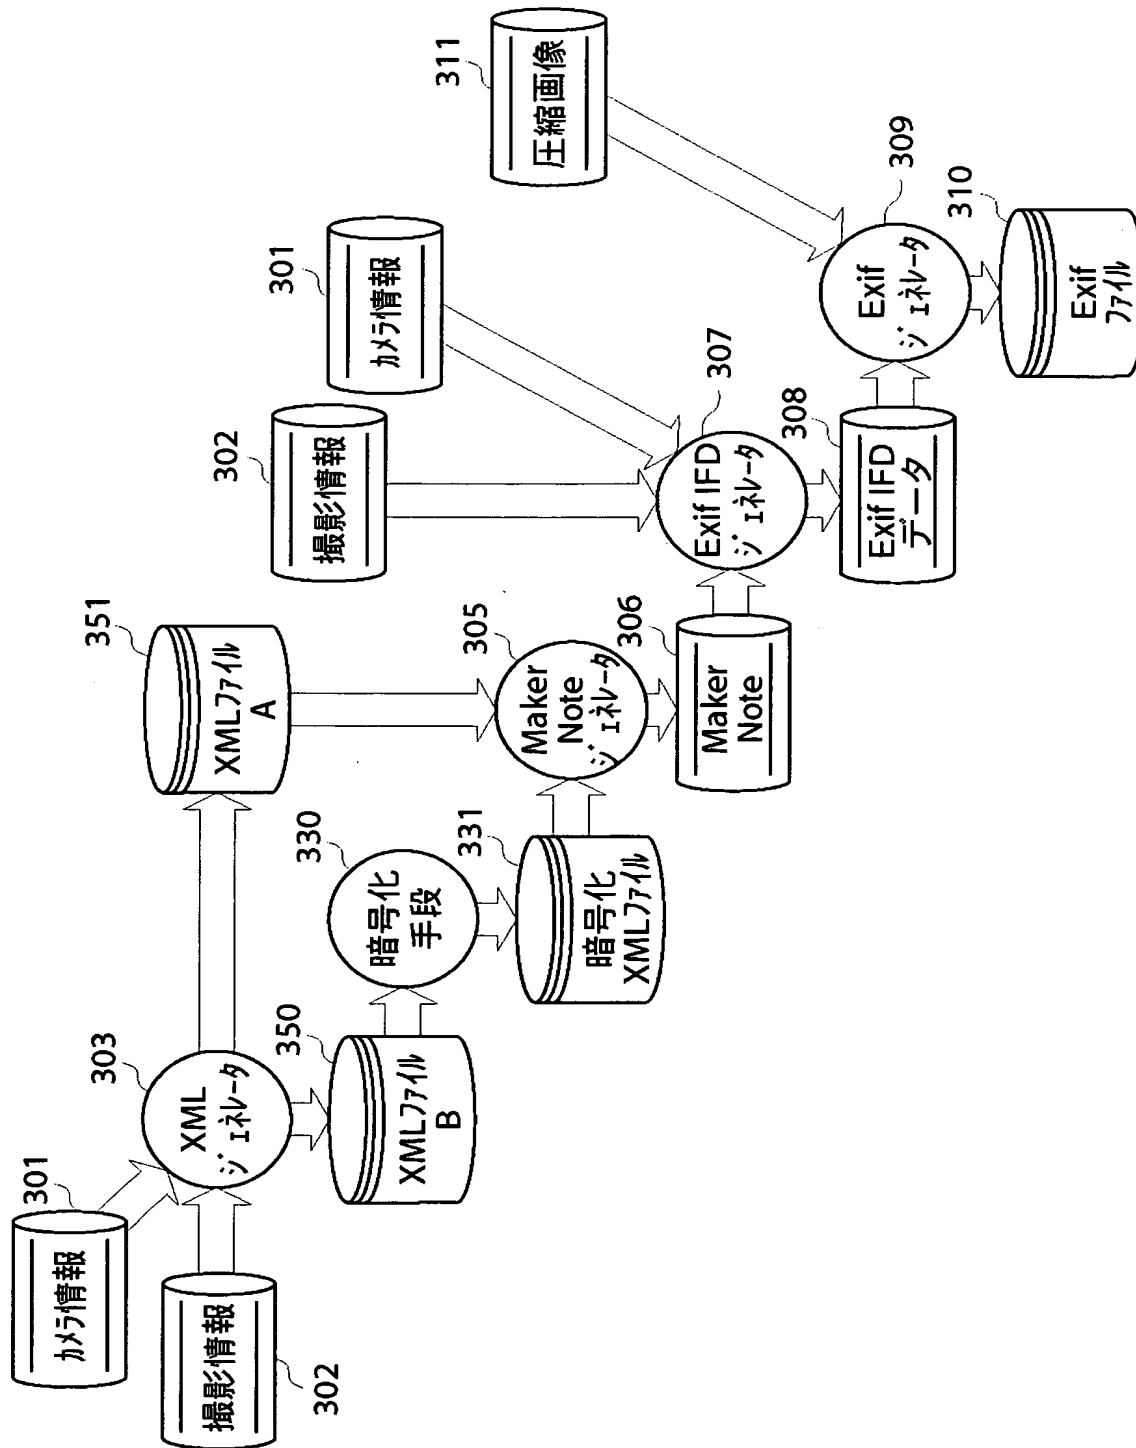 301
カメラ情報
撮影情報
302
303
XML
ジェネレータ
350
XMLファイル
B
351
XMLファイル
A
330
暗号化
手段
331
暗号化
XMLファイル
305
Maker
Note
ジェネレータ
306
Maker
Note
302
撮影情報
301
カメラ情報
307
Exif IFD
ジェネレータ
308
Exif IFD
データ
311
圧縮画像
309
Exif
ジェネレータ
310
Exif
ファイル